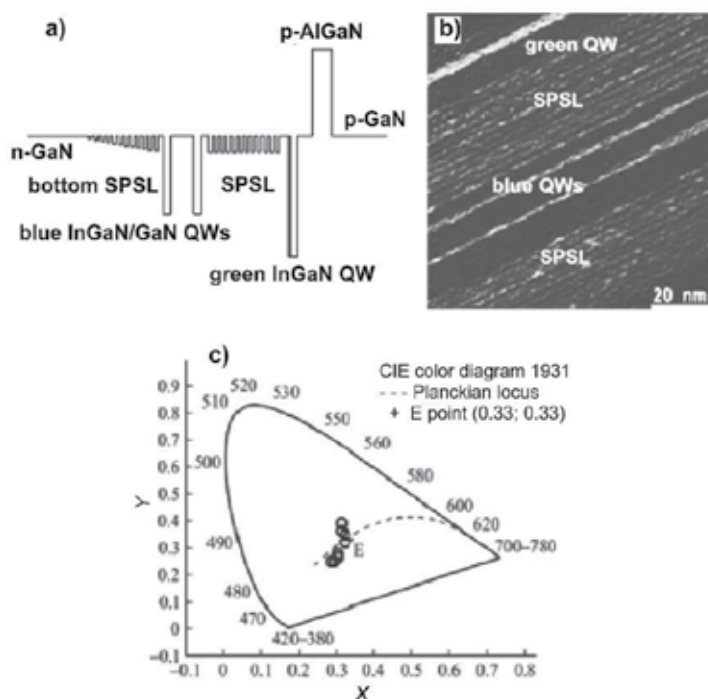 a)
p-AlGaN
p-GaN
n-GaN
bottom SPSL
SPSL
blue InGaN/GaN QWs
green InGaN QW
b)
green QW
SPSL
blue QWs
SPSL
20 nm
c)
CIE color diagram 1931
Planckian locus
+ E point (0.33; 0.33)
0.9
0.8
0.7
0.6
0.5
0.4
0.3
0.2
0.1
0
−0.1
Y
520
530
510
550
560
500
580
600
620
490
E
700–780
480
470
420–380
−0.1 0 0.1 0.2 0.3 0.4 0.5 0.6 0.7 0.8
X